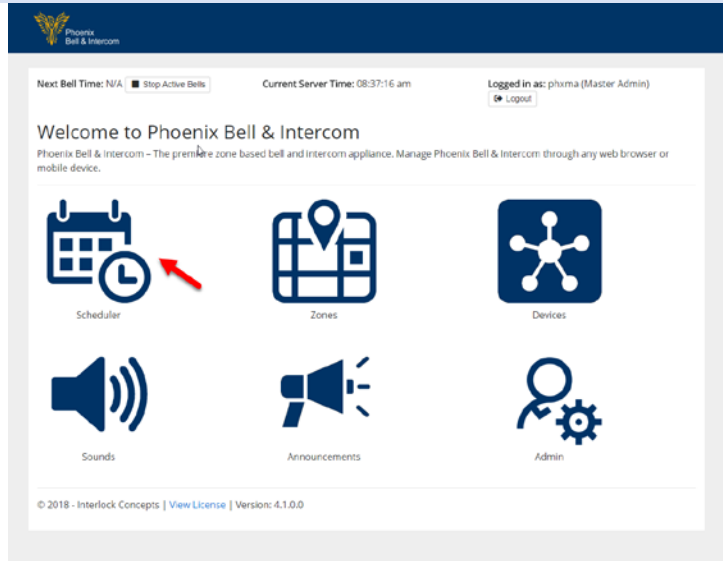 Phoenix
Bell & Intercom
Next Bell Time: N/A Stop Active Bells Current Server Time: 08:37:16 am Logged in as: phxma (Master Admin)
Logout
Welcome to Phoenix Bell & Intercom
Phoenix Bell & Intercom – The premiere zone based bell and intercom appliance. Manage Phoenix Bell & Intercom through any web browser or
mobile device.
Scheduler Zones Devices
Sounds Announcements Admin
© 2018 - Interlock Concepts | View License | Version: 4.1.0.0